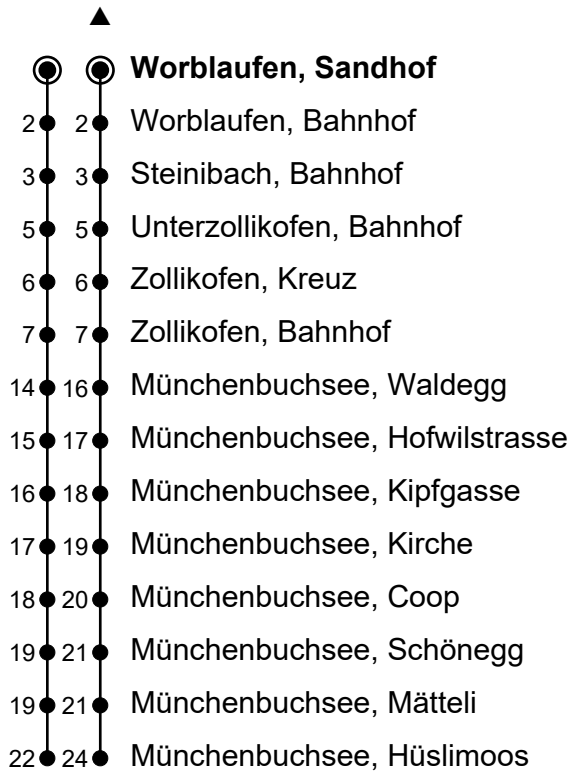 ▲
Worblaufen, Sandhof
2 2 Worblaufen, Bahnhof
3 3 Steinibach, Bahnhof
5 5 Unterzollikofen, Bahnhof
6 6 Zollikofen, Kreuz
7 7 Zollikofen, Bahnhof
14 16 Münchenbuchsee, Waldegg
15 17 Münchenbuchsee, Hofwilstrasse
16 18 Münchenbuchsee, Kipfgasse
17 19 Münchenbuchsee, Kirche
18 20 Münchenbuchsee, Coop
19 21 Münchenbuchsee, Schönegg
19 21 Münchenbuchsee, Mätteli
22 24 Münchenbuchsee, Hüslimoos